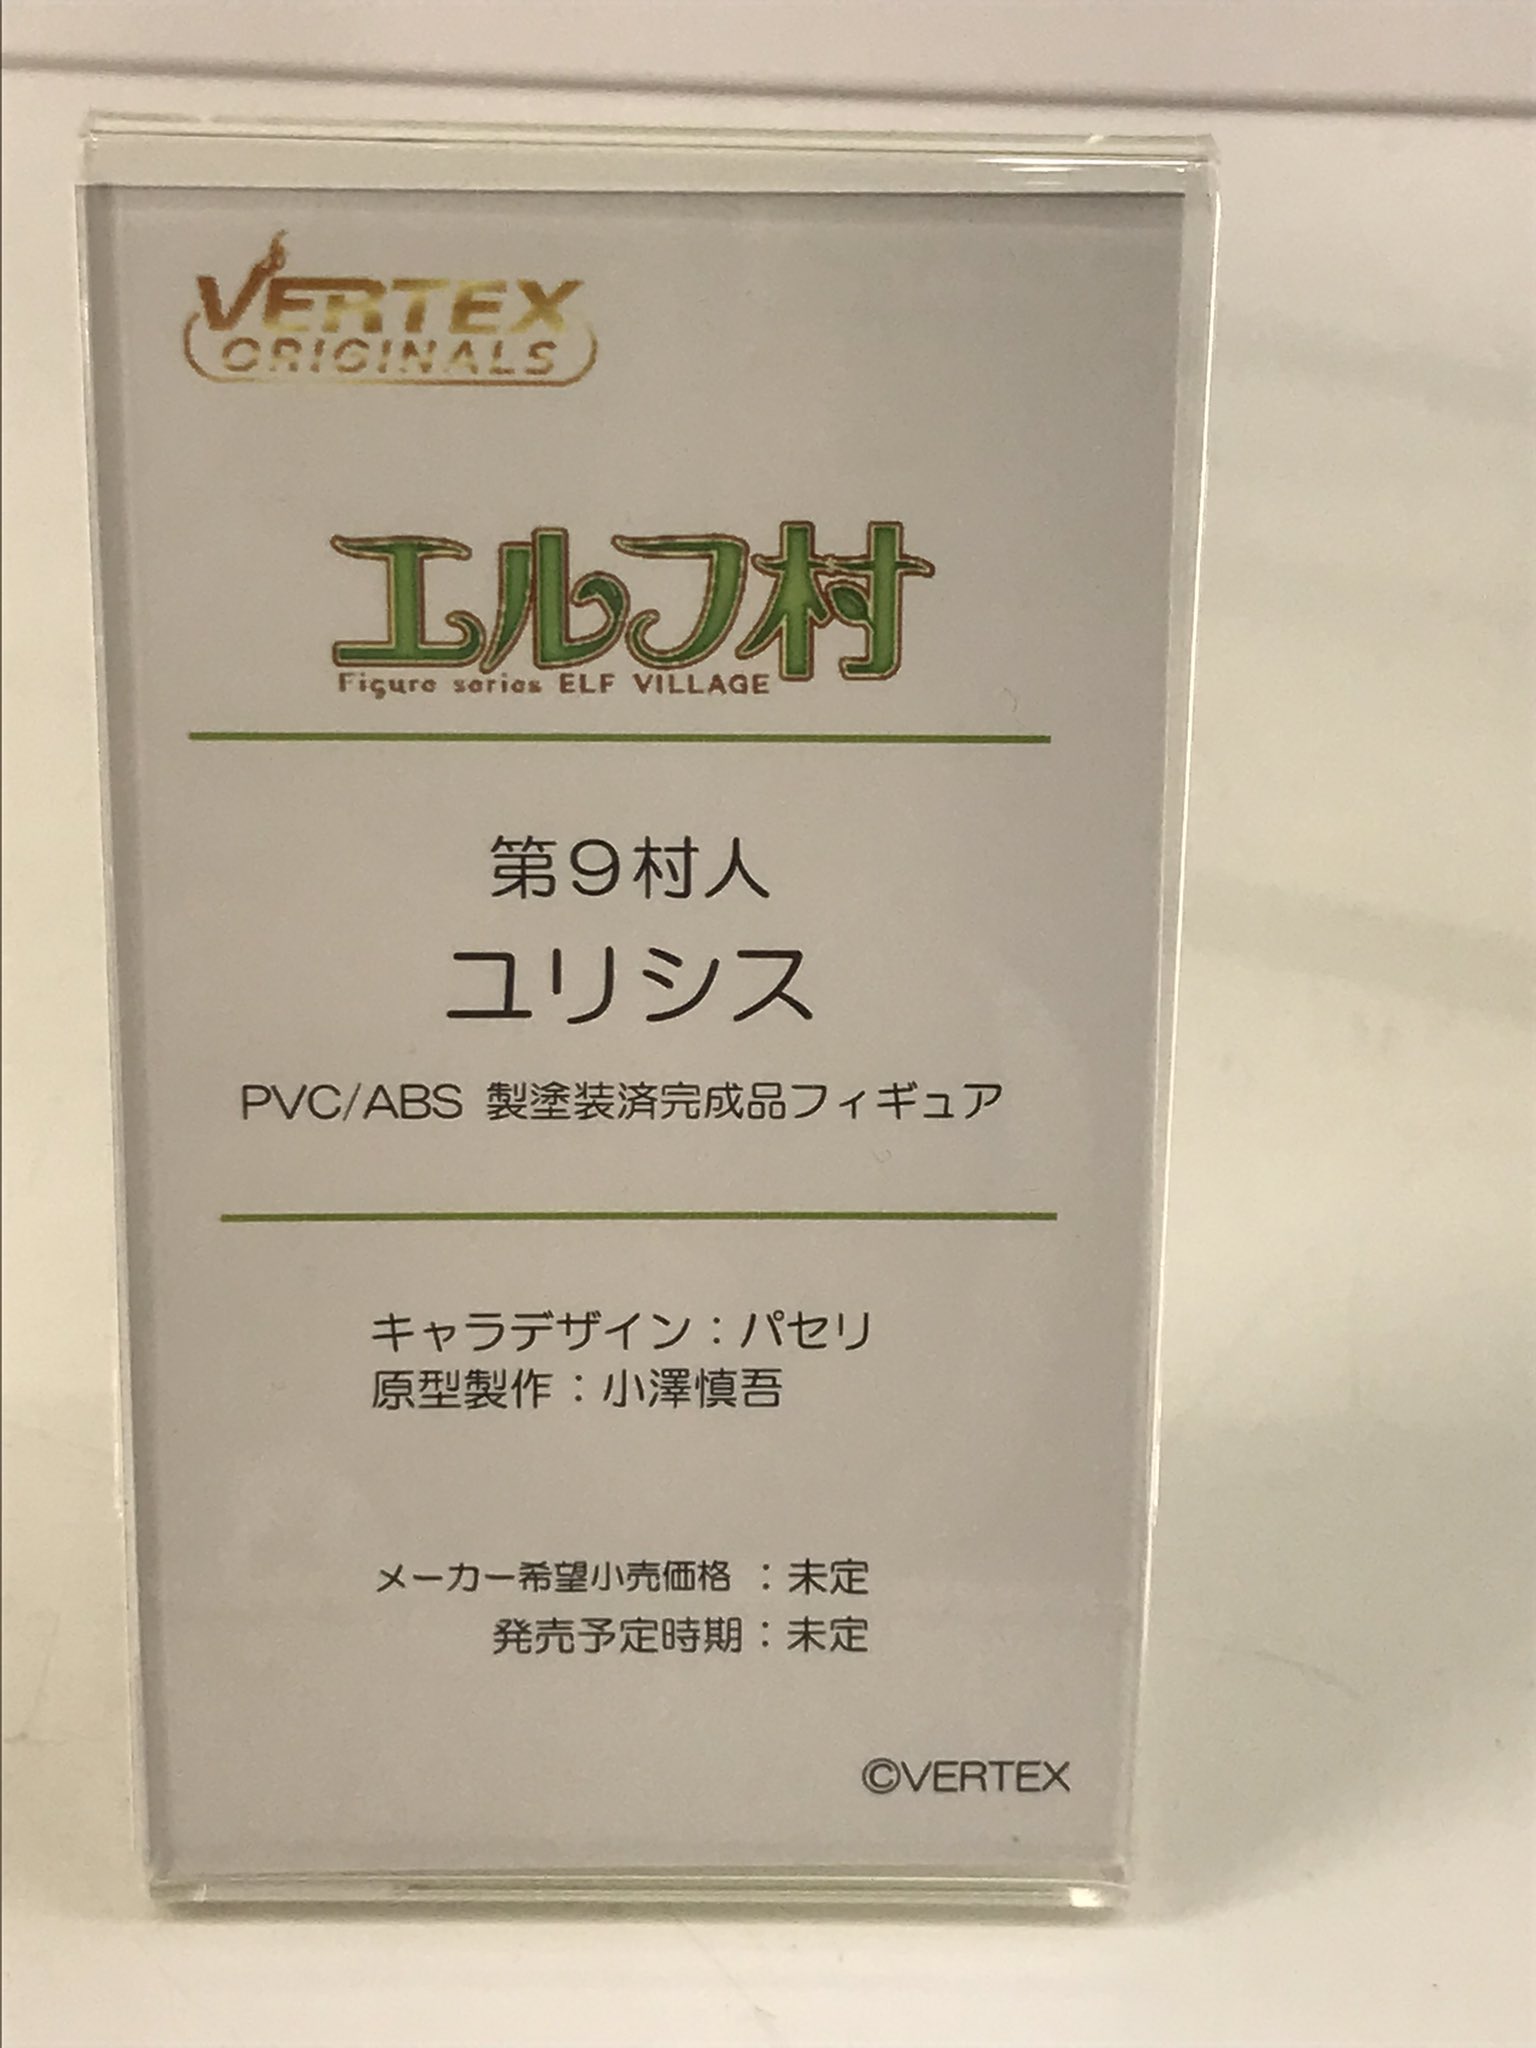 VERTEX
ORIGINALS
エルフ村
Figure series ELF VILLAGE
第9村人
ユリシス
PVC/ABS 製塗装済完成品フィギュア
キャラデザイン：パセリ
原型製作：小澤慎吾
メーカー希望小売価格 ：未定
発売予定時期：未定
©VERTEX